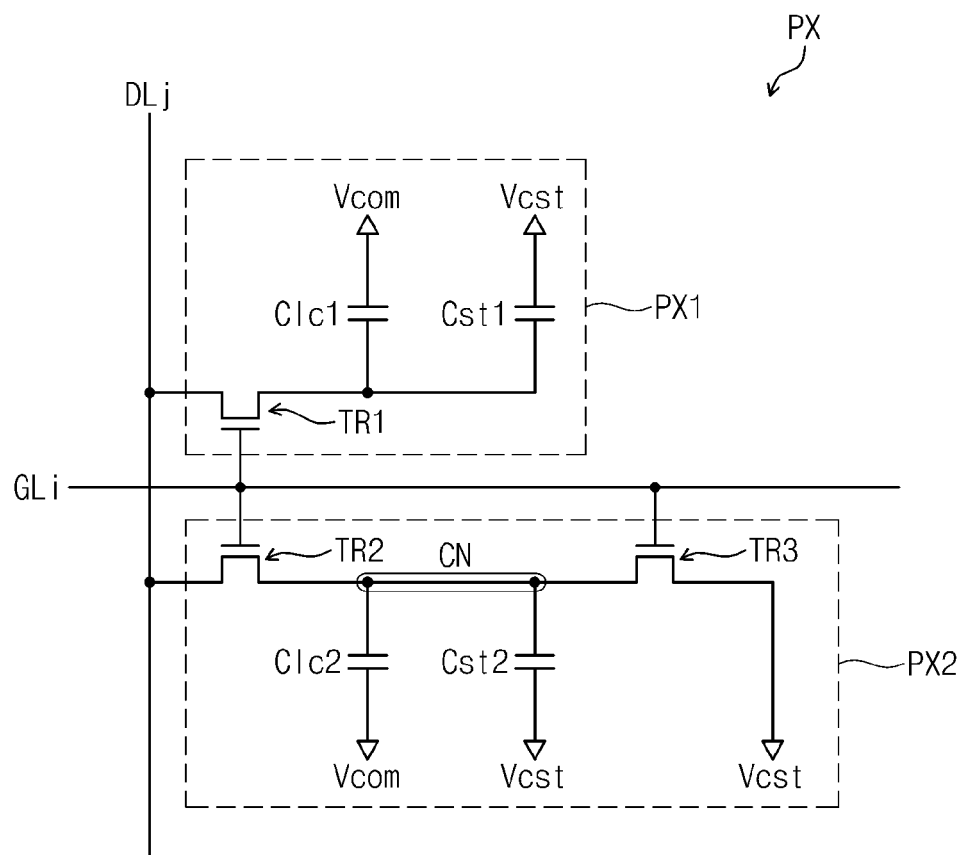 PX
DLj
Vcom
Vcst
Clc1
Cst1
PX1
TR1
GLi
TR2
CN
TR3
Clc2
Cst2
PX2
Vcom
Vcst
Vcst